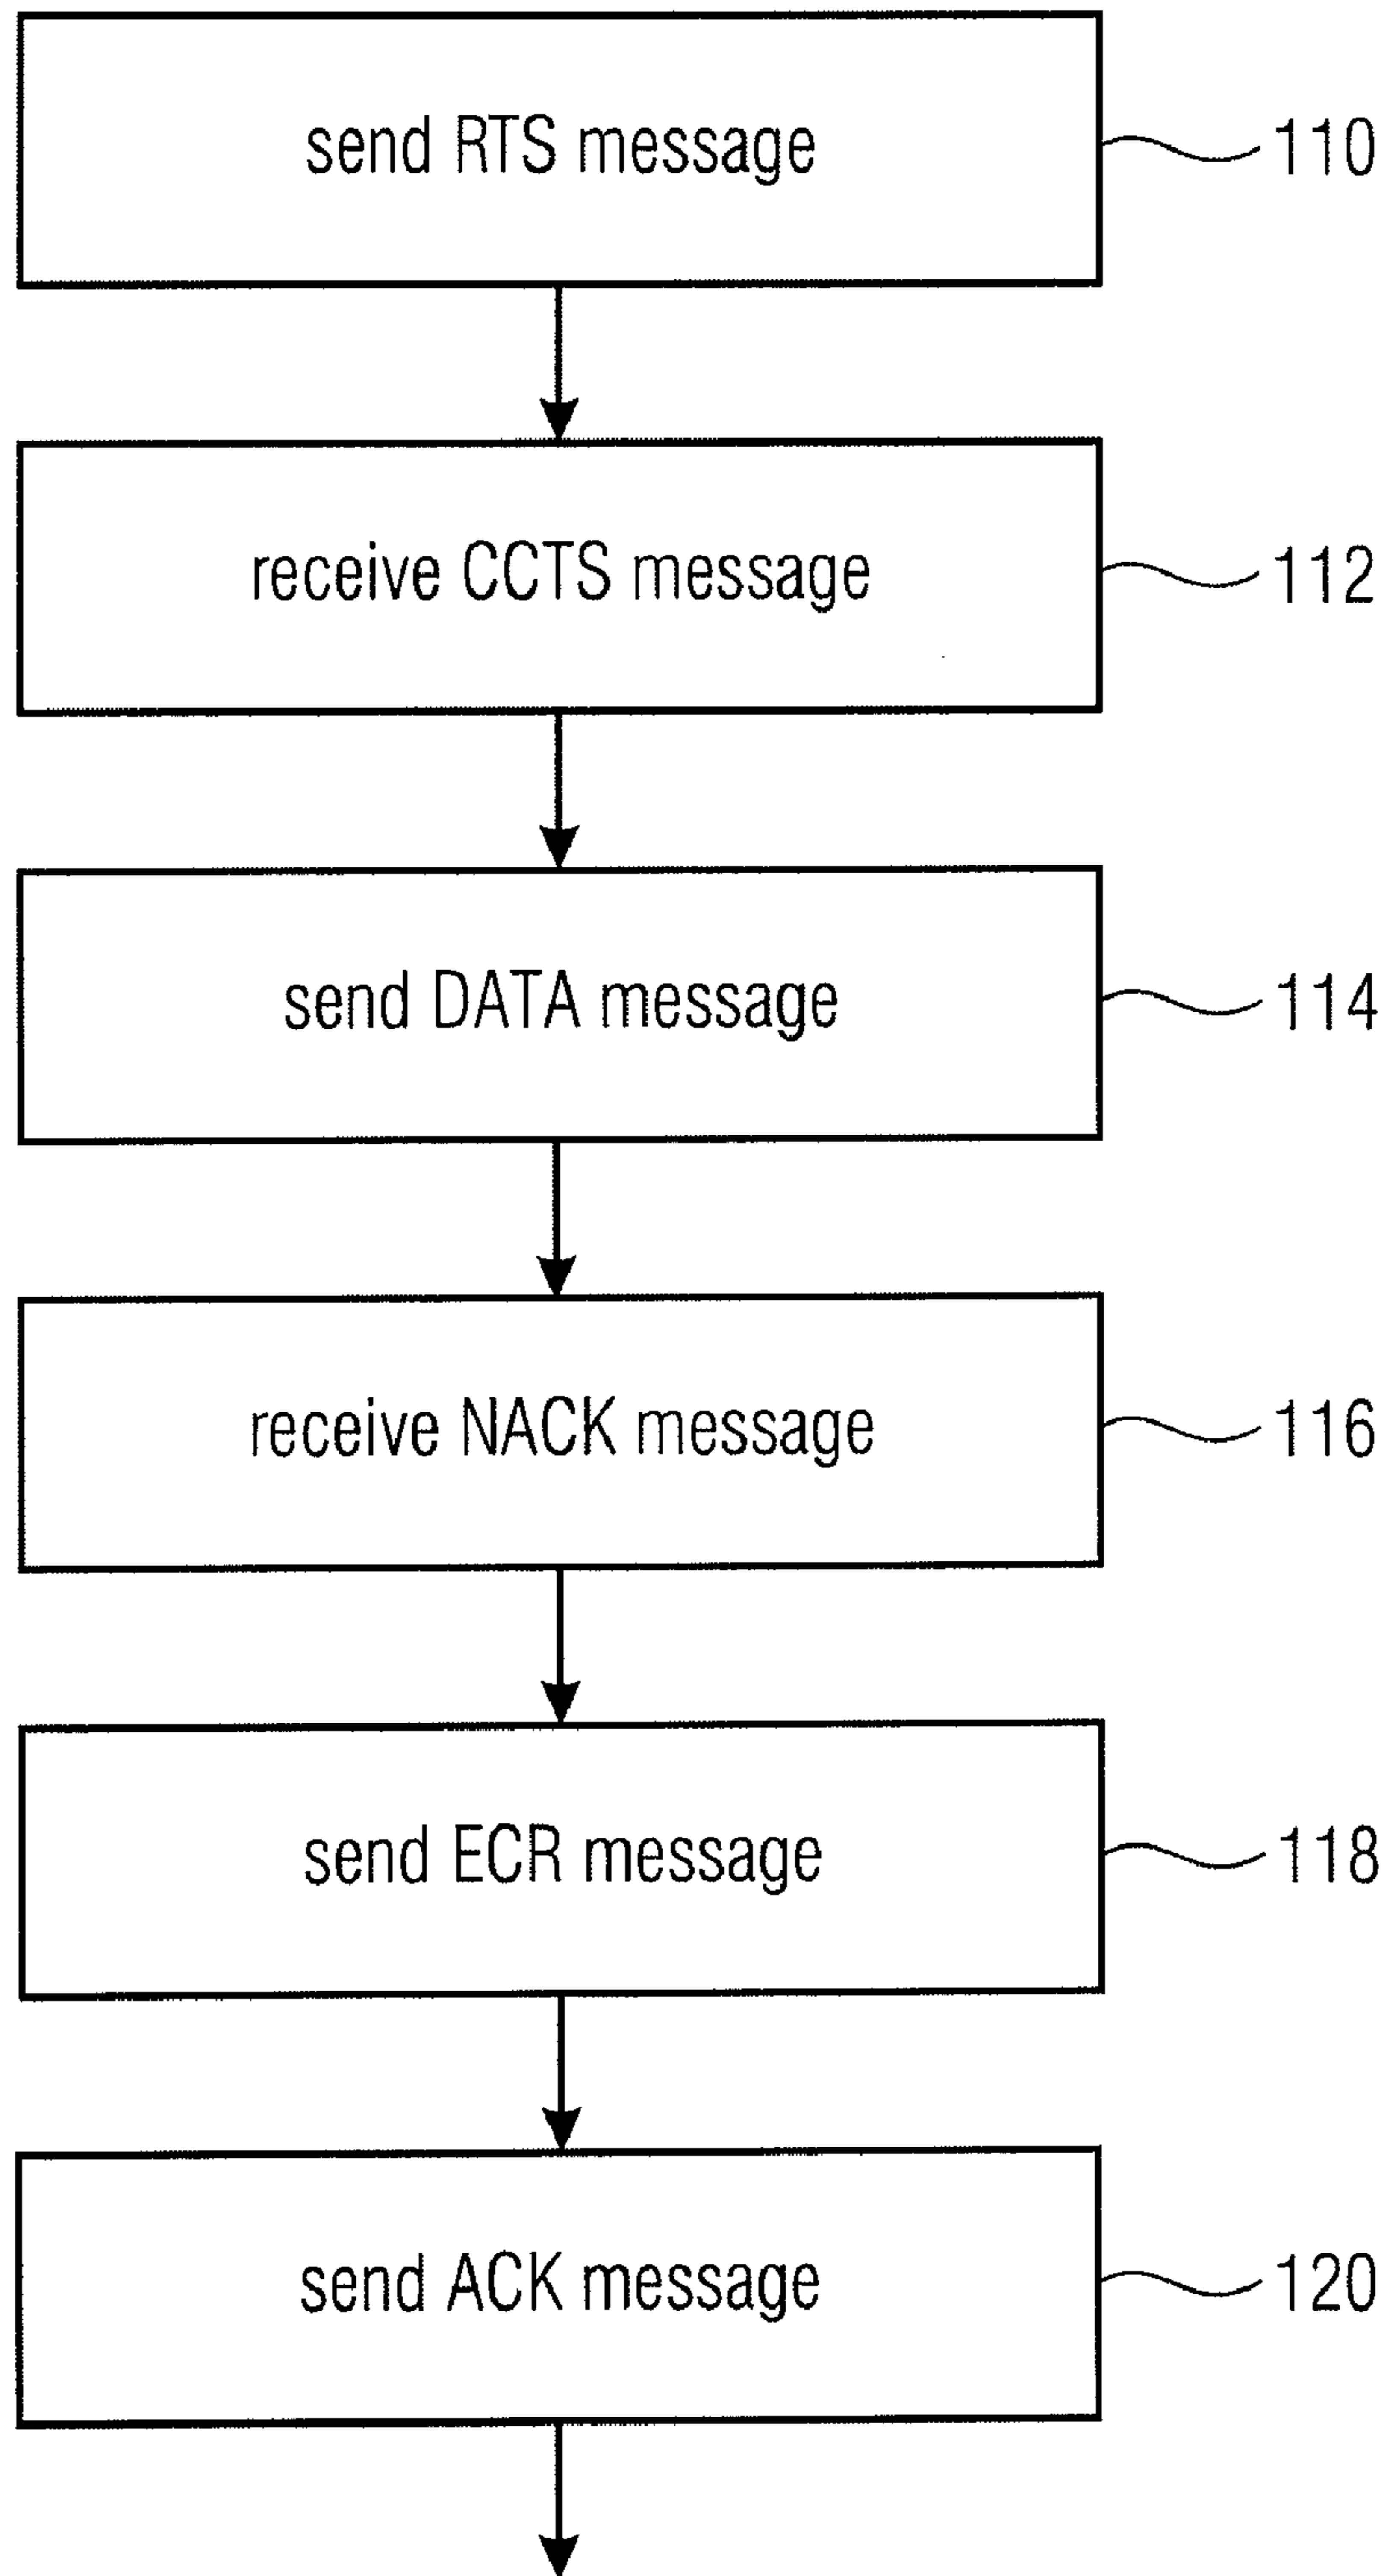 send RTS message
110
receive CCTS message
112
send DATA message
114
receive NACK message
116
send ECR message
118
send ACK message
120